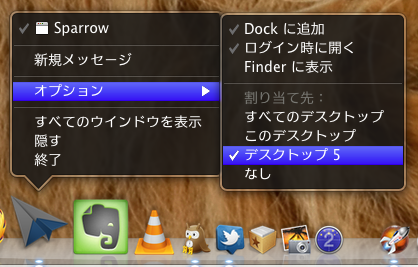 Sparrow
新規メッセージ
オプション
すべてのウインドウを表示
隠す
終了
Dock に追加
ログイン時に開く
Finder に表示
割り当て先：
すべてのデスクトップ
このデスクトップ
デスクトップ 5
なし
2